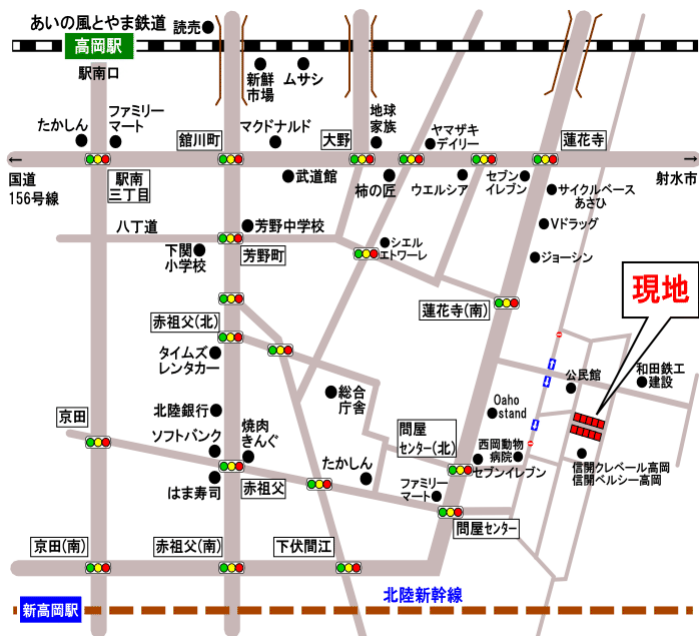 あいの風とやま鉄道
読売
高岡駅
駅南口
新鮮
市場
ムサシ
地球
家族
たかしん
ファミリー
マート
舘川町
マクドナルド
大野
ヤマザキ
デイリー
蓮花寺
←
国道
156号線
駅南
三丁目
武道館
柿の匠
ウエルシア
セブン
イレブン
→
射水市
サイクルベース
あさひ
八丁道
芳野中学校
Vドラッグ
下関
小学校
芳野町
シエル
エトワーレ
ジョーシン
現地
赤祖父(北)
蓮花寺(南)
タイムズ
レンタカー
公民館
和田鉄工
建設
総合
庁舎
Oaho
stand
京田
北陸銀行
焼肉
きんぐ
ソフトバンク
問屋
センター(北)
西岡動物
病院
セブンイレブン
信開クレベール高岡
信開ベルシー高岡
はま寿司
赤祖父
たかしん
ファミリー
マート
問屋センター
京田(南)
赤祖父(南)
下伏間江
北陸新幹線
新高岡駅